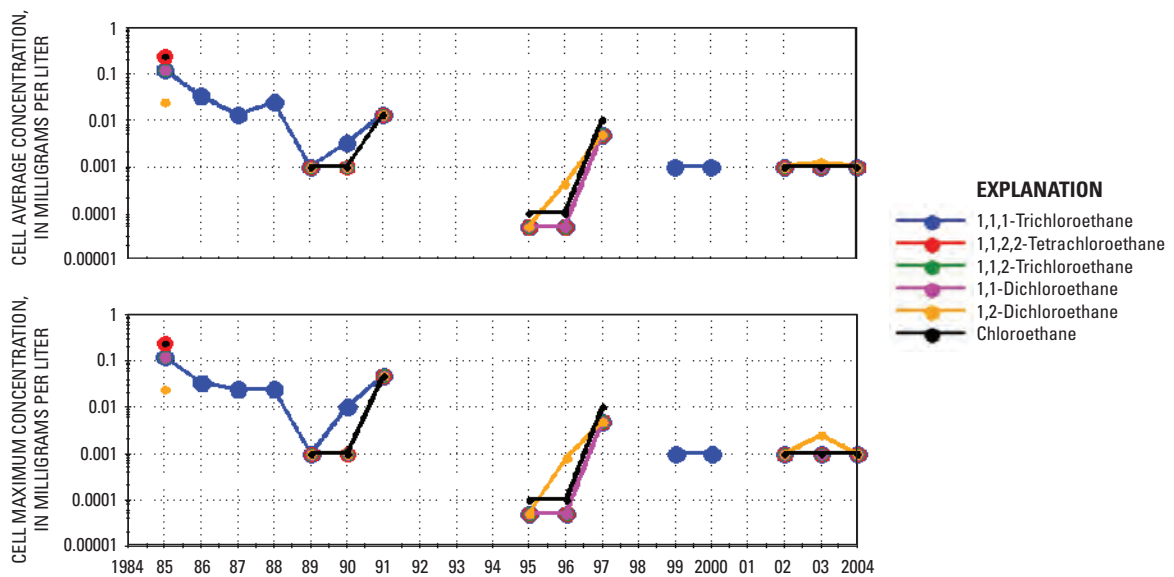 CELL AVERAGE CONCENTRATION,
IN MILLIGRAMS PER LITER
1
0.1
0.01
0.001
0.0001
0.00001
CELL MAXIMUM CONCENTRATION,
IN MILLIGRAMS PER LITER
1
0.1
0.01
0.001
0.0001
0.00001
1984 85 86 87 88 89 90 91 92 93 94 95 96 97 98 99 2000 01 02 03 2004
EXPLANATION
1,1,1-Trichloroethane
1,1,2,2-Tetrachloroethane
1,1,2-Trichloroethane
1,1-Dichloroethane
1,2-Dichloroethane
Chloroethane